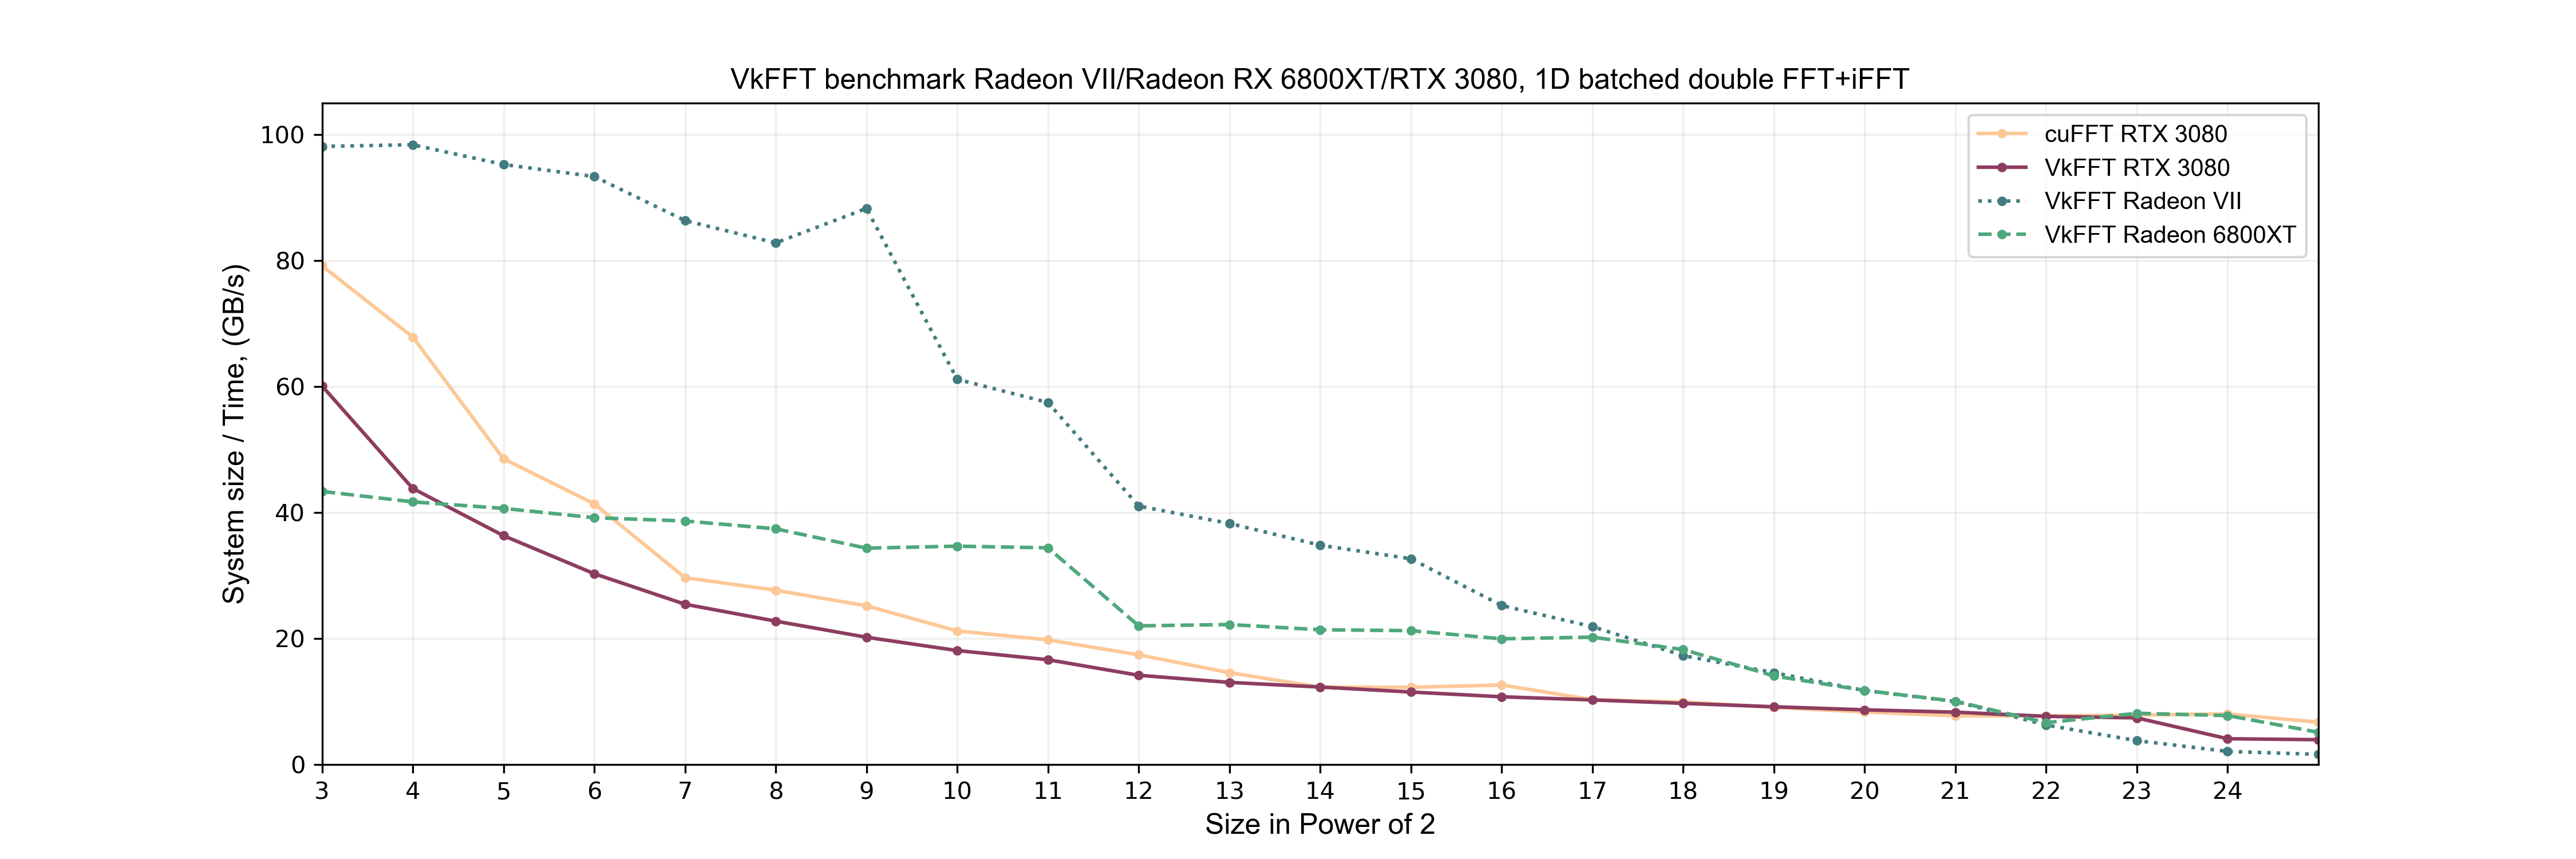 VkFFT benchmark Radeon VII/Radeon RX 6800XT/RTX 3080, 1D batched double FFT+iFFT
cuFFT RTX 3080
VkFFT RTX 3080
VkFFT Radeon VII
VkFFT Radeon 6800XT
System size / Time, (GB/s)
100
80
60
40
20
0
3 4 5 6 7 8 9 10 11 12 13 14 15 16 17 18 19 20 21 22 23 24
Size in Power of 2